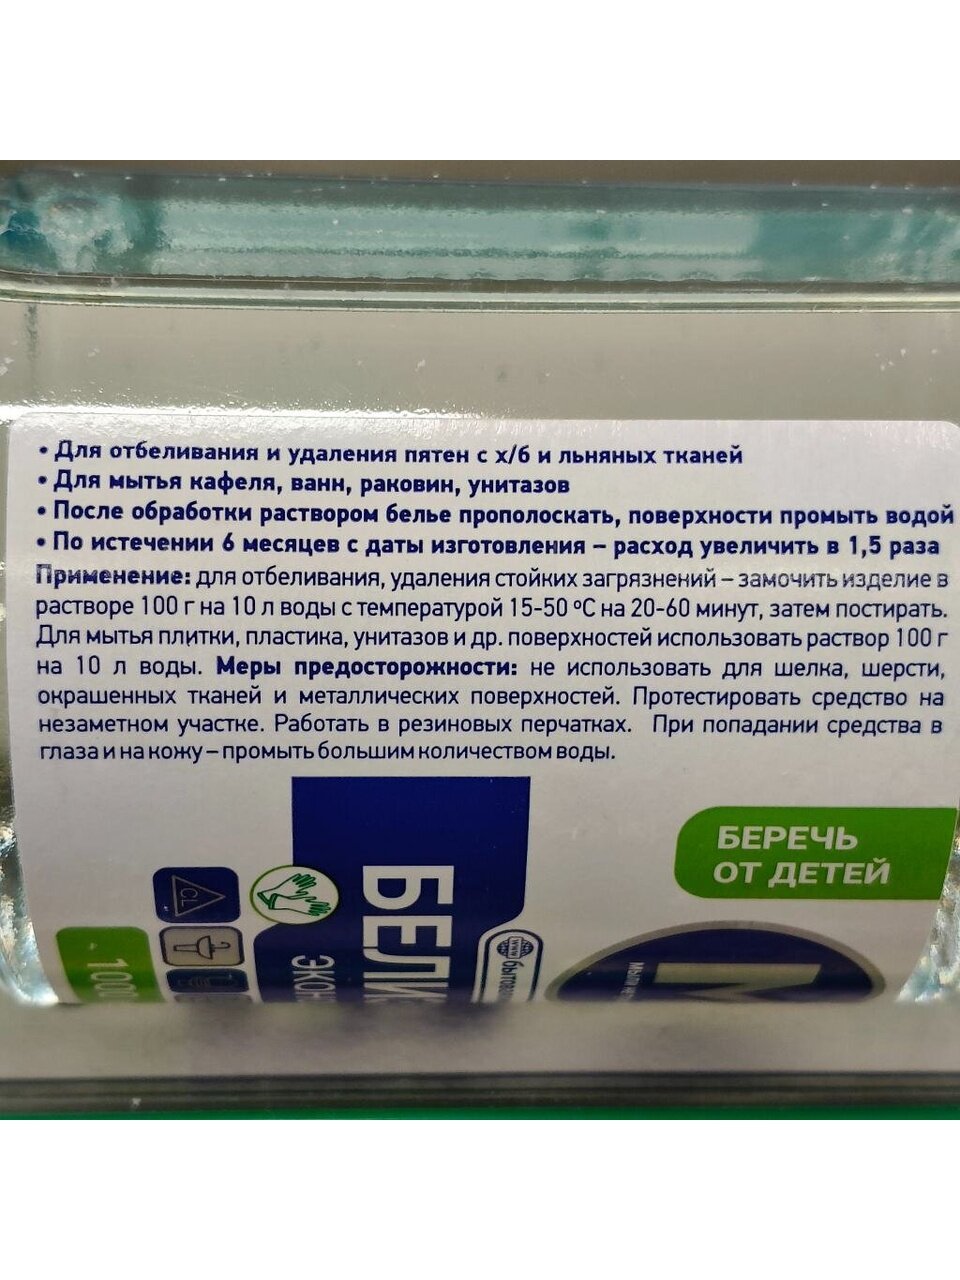 • Для отбеливания и удаления пятен с х/б и льняных тканей
• Для мытья кафеля, ванн, раковин, унитазов
• После обработки раствором белье прополоскать, поверхности промыть водой
• По истечении 6 месяцев с даты изготовления – расход увеличить в 1,5 раза
Применение: для отбеливания, удаления стойких загрязнений – замочить изделие в
растворе 100 г на 10 л воды с температурой 15-50 ºС на 20-60 минут, затем постирать.
Для мытья плитки, пластика, унитазов и др. поверхностей использовать раствор 100 г
на 10 л воды. Меры предосторожности: не использовать для шелка, шерсти,
окрашенных тканей и металлических поверхностей. Протестировать средство на
незаметном участке. Работать в резиновых перчатках. При попадании средства в
глаза и на кожу – промыть большим количеством воды.
БЕРЕЧЬ
ОТ ДЕТЕЙ
CL
www